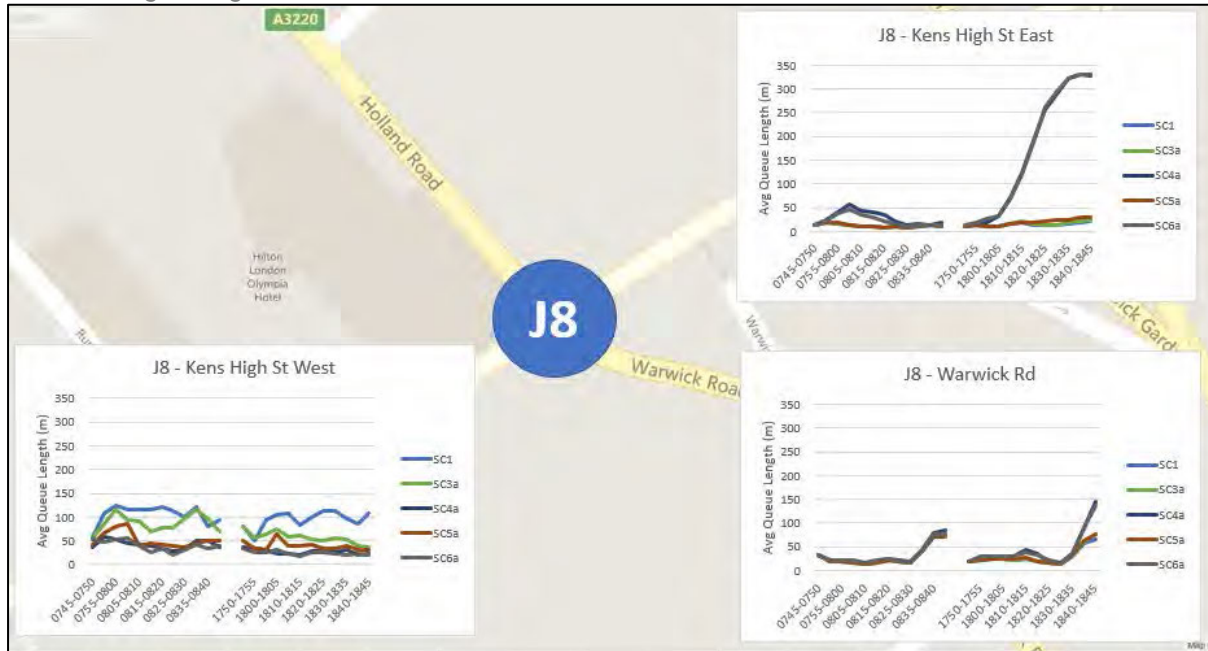 A3220
Holland Road
Hilton
London
Olympia
Hotel
J8
Warwick Road
J8 - Kens High St East
Avg Queue Length (m)
350
300
250
200
150
100
50
0
0745-0750
0755-0800
0805-0810
0815-0820
0825-0830
0835-0840
1750-1755
1800-1805
1810-1815
1820-1825
1830-1835
1840-1845
SC1
SC3a
SC4a
SC5a
SC6a
J8 - Kens High St West
Avg Queue Length (m)
350
300
250
200
150
100
50
0
0745-0750
0755-0800
0805-0810
0815-0820
0825-0830
0835-0840
1750-1755
1800-1805
1810-1815
1820-1825
1830-1835
1840-1845
SC1
SC3a
SC4a
SC5a
SC6a
J8 - Warwick Rd
Avg Queue Length (m)
350
300
250
200
150
100
50
0
0745-0750
0755-0800
0805-0810
0815-0820
0825-0830
0835-0840
1750-1755
1800-1805
1810-1815
1820-1825
1830-1835
1840-1845
SC1
SC3a
SC4a
SC5a
SC6a